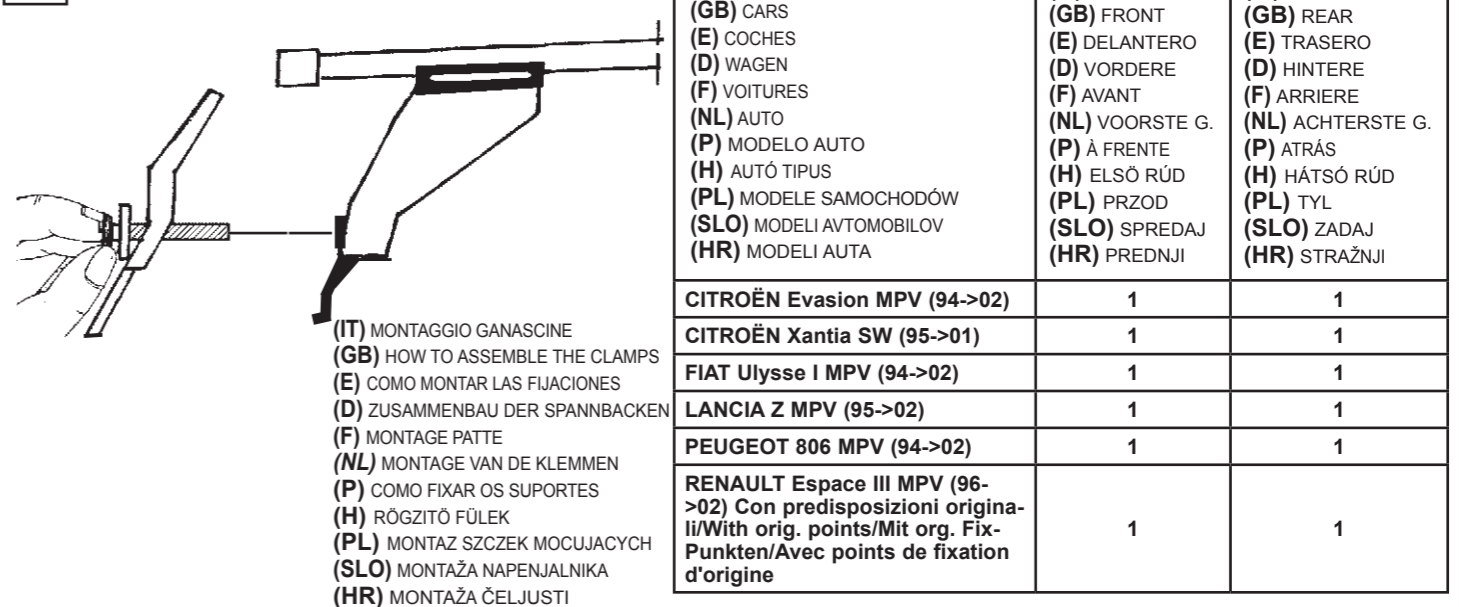 (GB) CARS
(E) COCHES
(D) WAGEN
(F) VOITURES
(NL) AUTO
(P) MODELO AUTO
(H) AUTÓ TIPUS
(PL) MODELE SAMOCHODÓW
(SLO) MODELI AVTOMOBILOV
(HR) MODELI AUTA
(GB) FRONT
(E) DELANTERO
(D) VORDERE
(F) AVANT
(NL) VOORSTE G.
(P) À FRENTE
(H) ELSÖ RÚD
(PL) PRZOD
(SLO) SPREDAJ
(HR) PREDNJI
(GB) REAR
(E) TRASERO
(D) HINTERE
(F) ARRIERE
(NL) ACHTERSTE G.
(P) ATRÁS
(H) HÁTSÓ RÚD
(PL) TYL
(SLO) ZADAJ
(HR) STRAŽNJI
CITROËN Evasion MPV (94->02) 1 1
CITROËN Xantia SW (95->01) 1 1
FIAT Ulysse I MPV (94->02) 1 1
LANCIA Z MPV (95->02) 1 1
PEUGEOT 806 MPV (94->02) 1 1
RENAULT Espace III MPV (96-
>02) Con predisposizioni origina-
li/With orig. points/Mit org. Fix-
Punkten/Avec points de fixation
d'origine
1 1
(IT) MONTAGGIO GANASCINE
(GB) HOW TO ASSEMBLE THE CLAMPS
(E) COMO MONTAR LAS FIJACIONES
(D) ZUSAMMENBAU DER SPANNBACKEN
(F) MONTAGE PATTE
(NL) MONTAGE VAN DE KLEMMEN
(P) COMO FIXAR OS SUPORTES
(H) RÖGZITÖ FÜLEK
(PL) MONTAZ SZCZEK MOCUJACYCH
(SLO) MONTAŽA NAPENJALNIKA
(HR) MONTAŽA ČELJUSTI